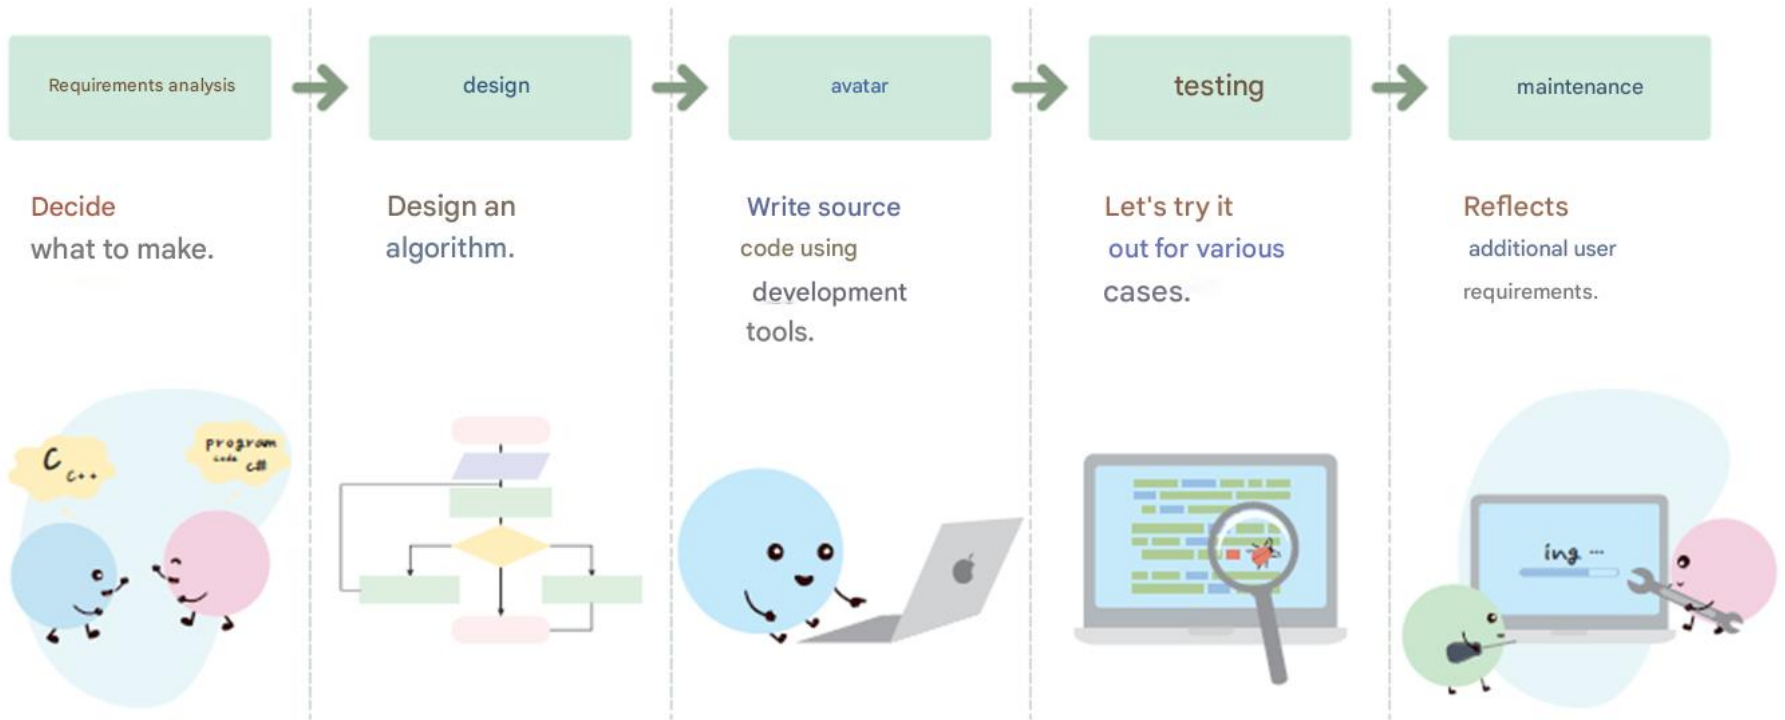 Requirements analysis
design
avatar
testing
maintenance
Decide
what to make.
Design an
algorithm.
Write source
code using
development
tools.
Let's try it
out for various
cases.
Reflects
additional user
requirements.
C
C++
program
code
C#
ing ...